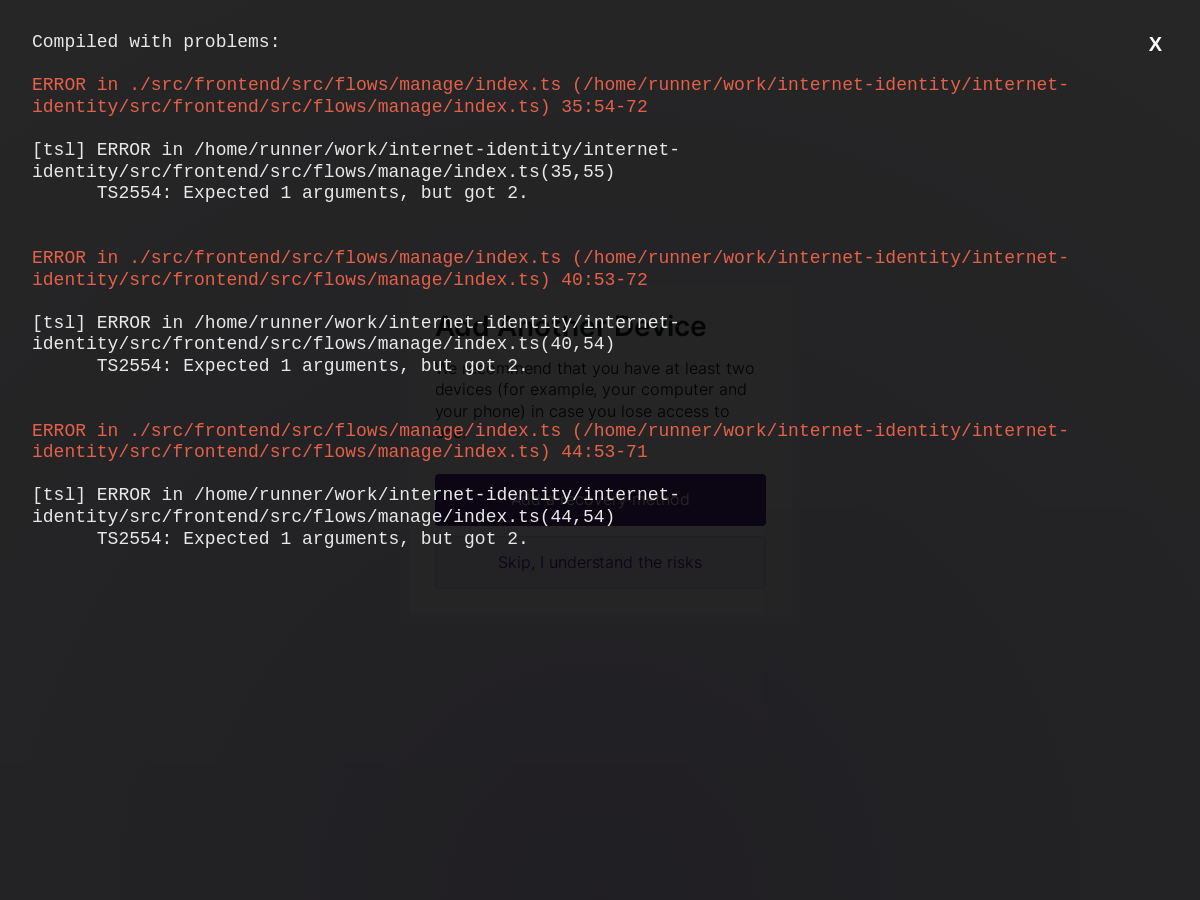 Compiled with problems:
X
ERROR in ./src/frontend/src/flows/manage/index.ts (/home/runner/work/internet-identity/internet-
identity/src/frontend/src/flows/manage/index.ts) 35:54-72
[tsl] ERROR in /home/runner/work/internet-identity/internet-
identity/src/frontend/src/flows/manage/index.ts(35,55)
TS2554: Expected 1 arguments, but got 2.
ERROR in ./src/frontend/src/flows/manage/index.ts (/home/runner/work/internet-identity/internet-
identity/src/frontend/src/flows/manage/index.ts) 40:53-72
[tsl] ERROR in /home/runner/work/internet-identity/internet-
identity/src/frontend/src/flows/manage/index.ts(40,54)
TS2554: Expected 1 arguments, but got 2.
ERROR in ./src/frontend/src/flows/manage/index.ts (/home/runner/work/internet-identity/internet-
identity/src/frontend/src/flows/manage/index.ts) 44:53-71
[tsl] ERROR in /home/runner/work/internet-identity/internet-
identity/src/frontend/src/flows/manage/index.ts(44,54)
TS2554: Expected 1 arguments, but got 2.
Add Another Device
We recommend that you have at least two
devices (for example, your computer and
your phone) in case you lose access to
Add a recovery method
Skip, I understand the risks